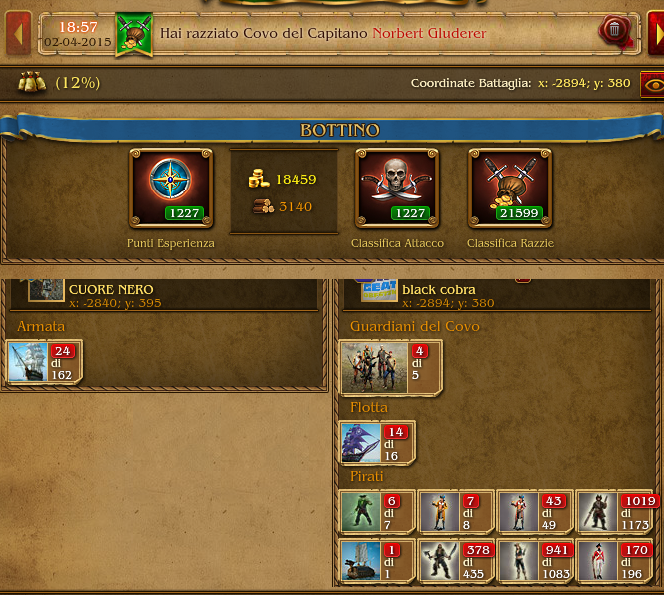 18:57
02-04-2015
Hai razziato Covo del Capitano Norbert Gluderer
(12%)
Coordinate Battaglia: x: -2894; y: 380
BOTTINO
18459
3140
1227
1227
21599
Punti Esperienza
Classifica Attacco
Classifica Razzie
CUORE NERO
x: -2840; y: 395
black cobra
x: -2894; y: 380
Armata
24
di
162
Guardiani del Covo
4
di
5
Flotta
14
di
16
Pirati
6
di
7
7
di
8
43
di
49
1019
di
1173
1
di
1
378
di
435
941
di
1083
170
di
196